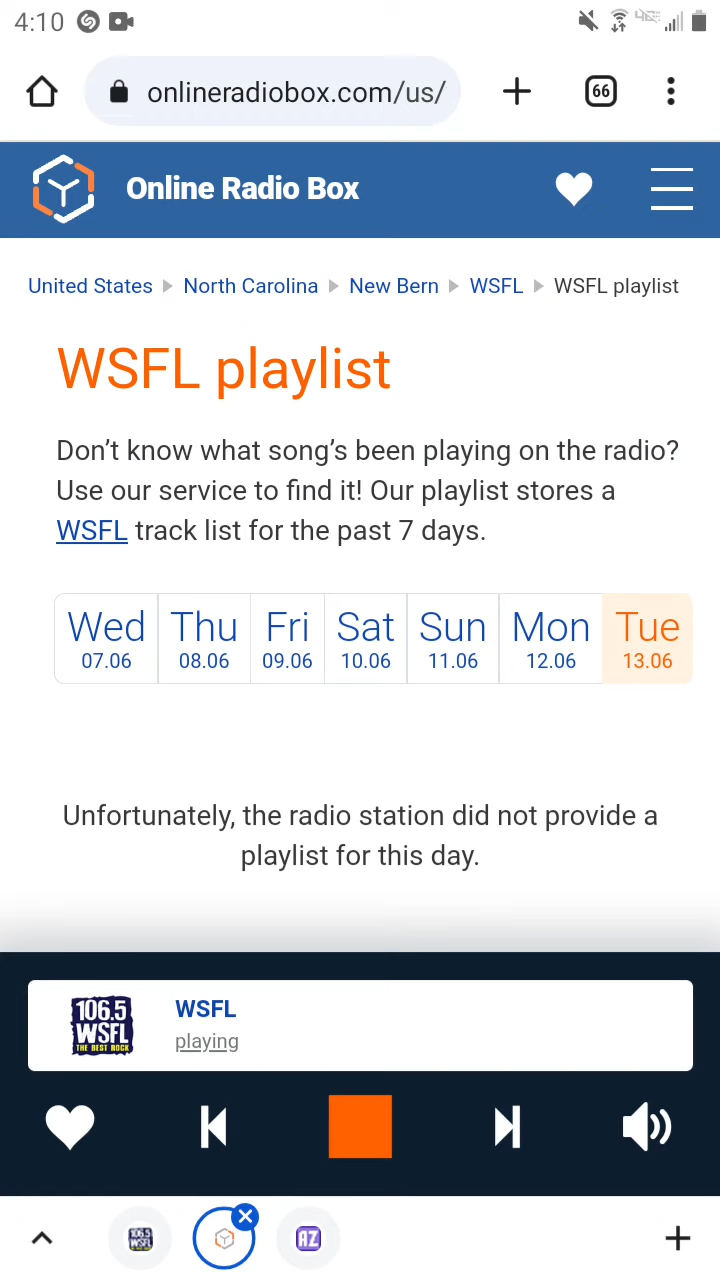 4:10
66
onlineradiobox.com/us/
Online Radio Box
United States North Carolina New Bern WSFL WSFL playlist
WSFL playlist
Don't know what song's been playing on the radio?
Use our service to find it! Our playlist stores a
WSFL track list for the past 7 days.
Wed Thu Fri Sat Sun Mon Tue
07.06 08.06 09.06 10.06 11.06 12.06 13.06
Unfortunately, the radio station did not provide a
playlist for this day.
106.5
WSFL
THE BEST ROCK
WSFL
playing
106.5
WSFL
AZ